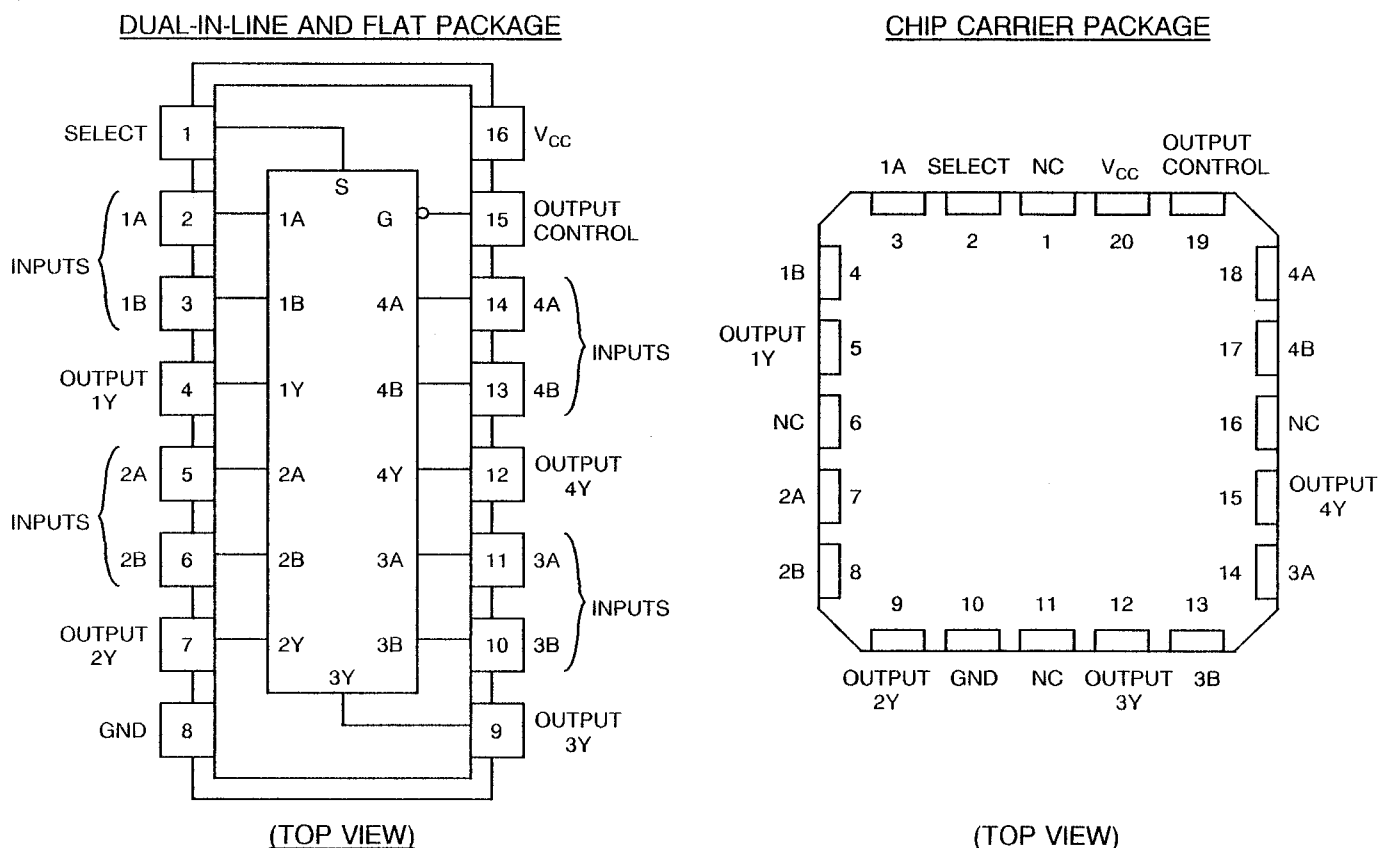 DUAL-IN-LINE AND FLAT PACKAGE
SELECT 1 16 VCC
S
INPUTS
1A 2 1A G 15 OUTPUT CONTROL
1B 3 1B 4A 14 4A
INPUTS
OUTPUT 1Y 4 1Y 4B 13 4B
2A 5 2A 4Y 12 OUTPUT 4Y
INPUTS
2B 6 2B 3A 11 3A
INPUTS
OUTPUT 2Y 7 2Y 3B 10 3B
3Y
GND 8 9 OUTPUT 3Y
(TOP VIEW)
CHIP CARRIER PACKAGE
1A SELECT NC VCC OUTPUT CONTROL
3 2 1 20 19
1B 4 18 4A
OUTPUT 1Y 5 17 4B
NC 6 16 NC
2A 7 15 OUTPUT 4Y
2B 8 14 3A
9 10 11 12 13
OUTPUT 2Y GND NC OUTPUT 3Y 3B
(TOP VIEW)